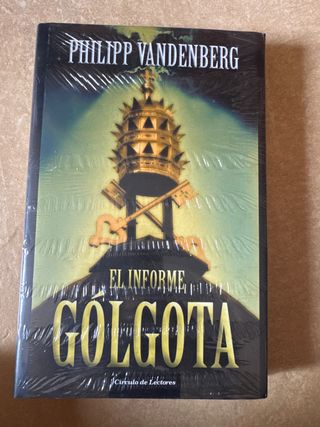 PHILIPP VANDENBERG
EL INFORME
GÓLGOTA
Círculo de Lectores